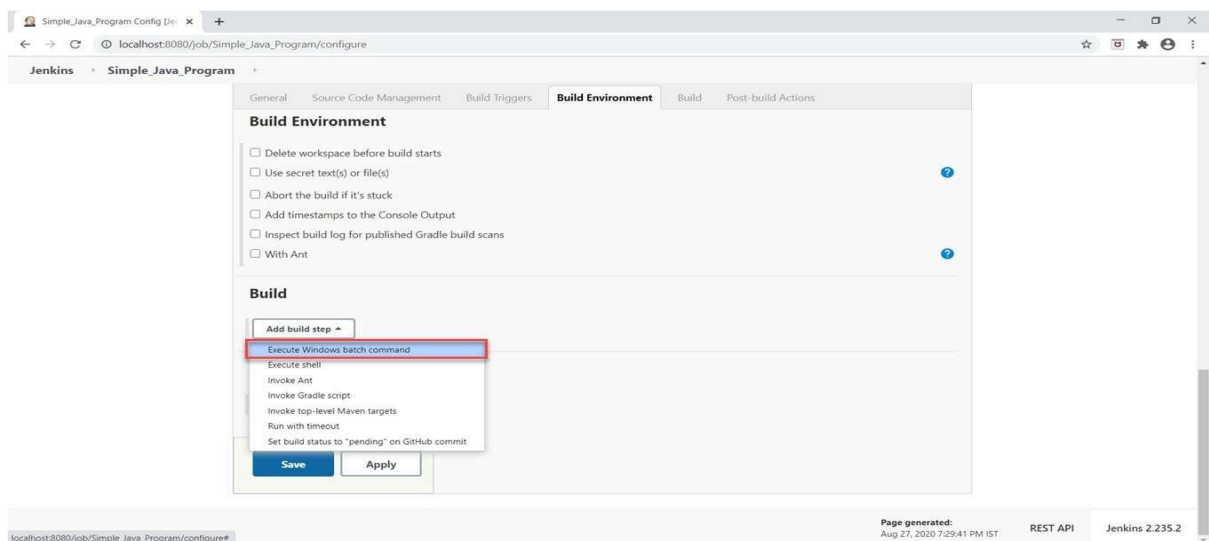 Simple_Java_Program Config [Je
localhost:8080/job/Simple_Java_Program/configure
Jenkins Simple_Java_Program
General Source Code Management Build Triggers Build Environment Build Post-build Actions
Build Environment
Delete workspace before build starts
Use secret text(s) or file(s)
Abort the build if it's stuck
Add timestamps to the Console Output
Inspect build log for published Gradle build scans
With Ant
Build
Add build step
Execute Windows batch command
Execute shell
Invoke Ant
Invoke Gradle script
Invoke top-level Maven targets
Run with timeout
Set build status to "pending" on GitHub commit
Save Apply
Page generated:
Aug 27, 2020 7:29:41 PM IST REST API Jenkins 2.235.2
localhost:8080/job/Simple_Java_Program/configure#